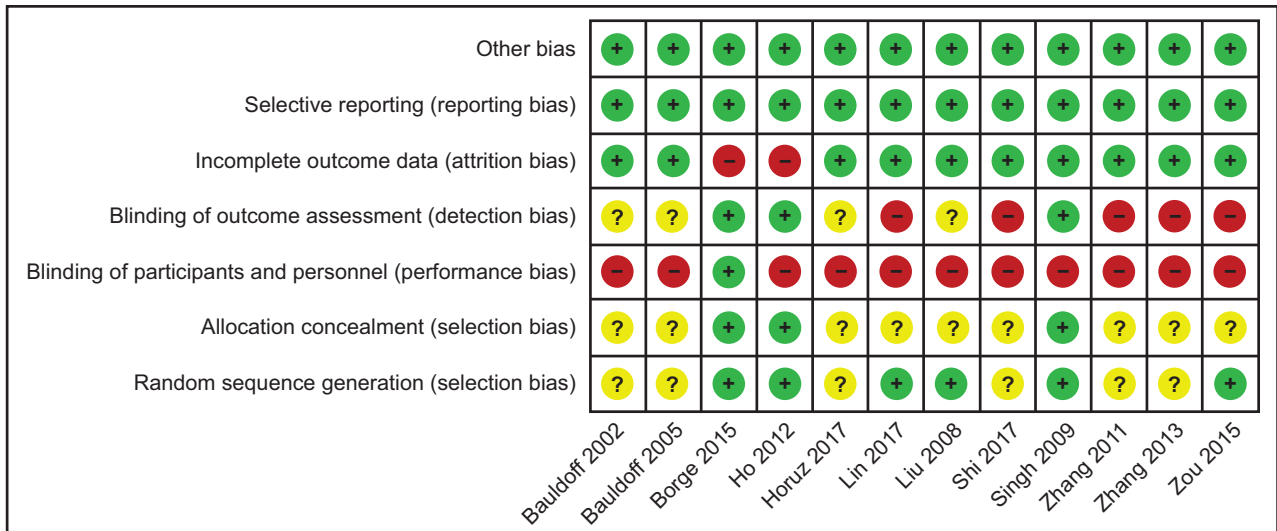 Other bias + + + + + + + + + + + +
Selective reporting (reporting bias) + + + + + + + + + + + +
Incomplete outcome data (attrition bias) + + − − + + + + + + + +
Blinding of outcome assessment (detection bias) ? ? + + ? − ? − + − − −
Blinding of participants and personnel (performance bias) − − + − − − − − − − − −
Allocation concealment (selection bias) ? ? + + ? ? ? ? + ? ? ?
Random sequence generation (selection bias) ? ? + + ? + + ? + ? ? +
Bauldoff 2002
Bauldoff 2005
Borge 2015
Ho 2012
Horuz 2017
Lin 2017
Liu 2008
Shi 2017
Singh 2009
Zhang 2011
Zhang 2013
Zou 2015